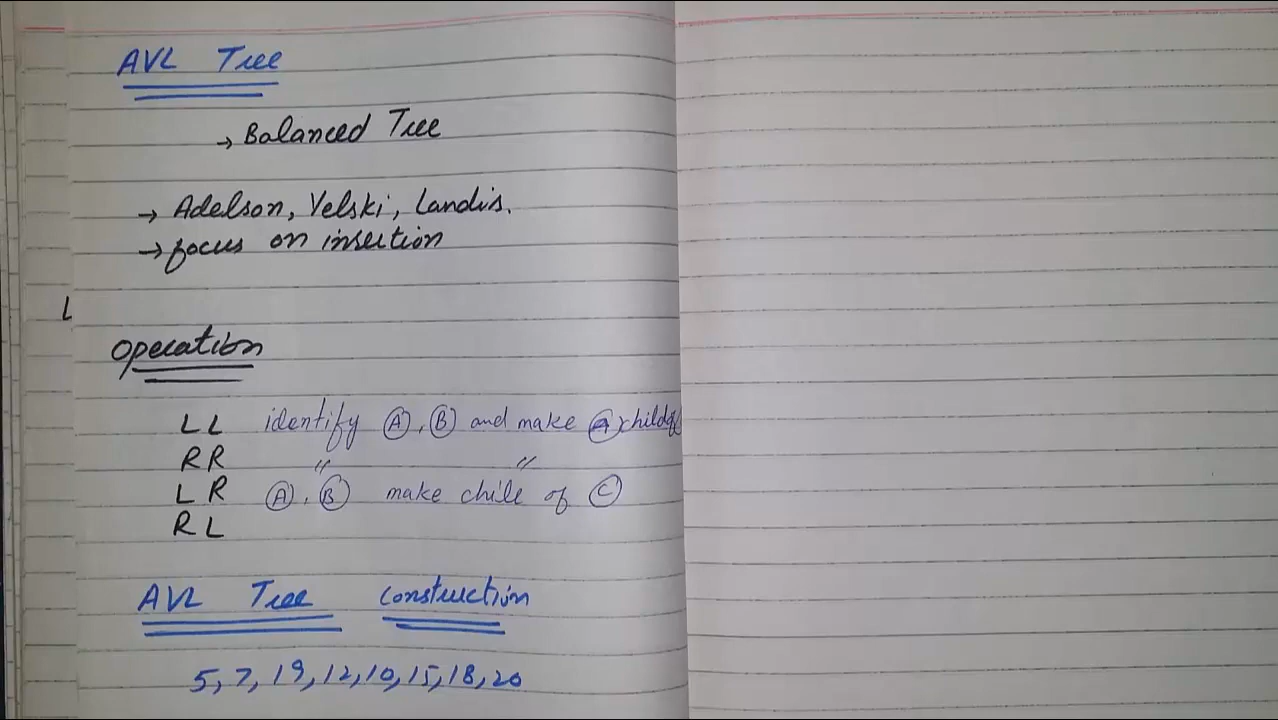 AVL Tree
→ Balanced Tree
→ Adelson, Velski, Landis.
→ focus on insertion
L
Operation
LL identify A, B and make A child of
RR " "
LR A, B make chile of C
RL
AVL Tree construction
5, 7, 19, 12, 10, 15, 18, 20